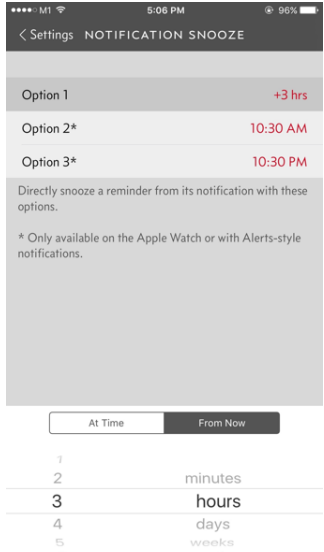 M1 5:06 PM 96%
Settings NOTIFICATION SNOOZE
Option 1 +3 hrs
Option 2* 10:30 AM
Option 3* 10:30 PM
Directly snooze a reminder from its notification with these
options.
* Only available on the Apple Watch or with Alerts-style
notifications.
At Time From Now
1
2 minutes
3 hours
4 days
5 weeks